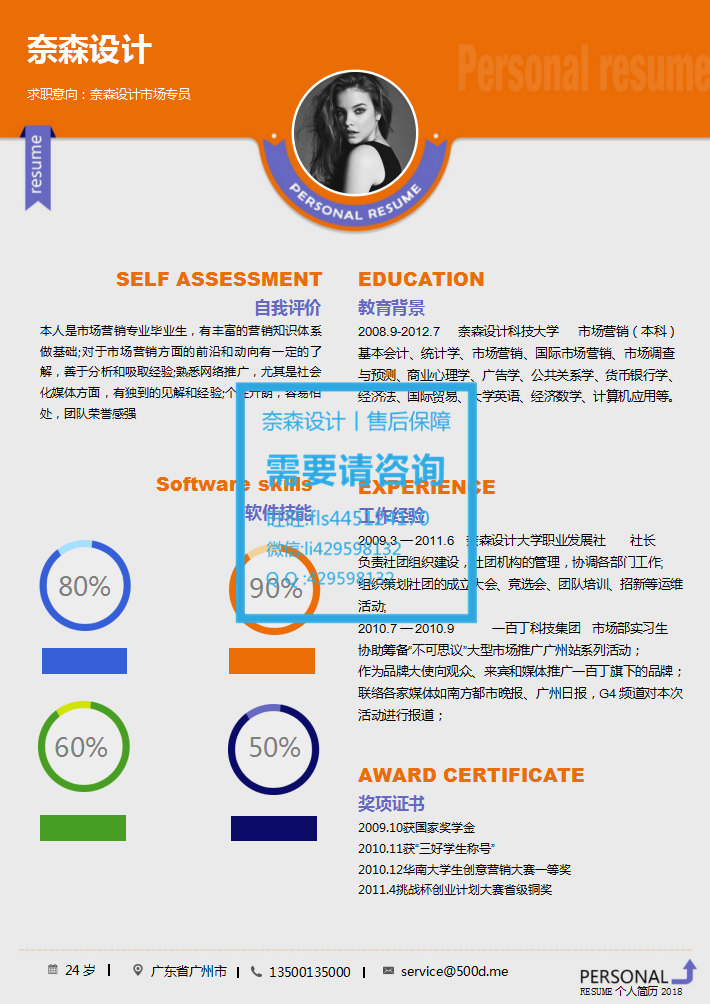 奈森设计
求职意向：奈森设计市场专员
Personal resume
resume
PERSONAL RESUME
SELF ASSESSMENT
自我评价
本人是市场营销专业毕业生，有丰富的营销知识体系
做基础;对于市场营销方面的前沿和动向有一定的了
解，善于分析和吸取经验;熟悉网络推广，尤其是社会
化媒体方面，有独到的见解和经验;个性开朗，容易相
处，团队荣誉感强
EDUCATION
教育背景
2008.9-2012.7 奈森设计科技大学 市场营销（本科）
基本会计、统计学、市场营销、国际市场营销、市场调查
与预测、商业心理学、广告学、公共关系学、货币银行学、
经济法、国际贸易、大学英语、经济数学、计算机应用等。
奈森设计丨售后保障
需要请咨询
微信:li429598132
Q Q :429598132
Software skills
软件技能
80%
90%
60%
50%
EXPERIENCE
工作经验
2009.3 — 2011.6 奈森设计大学职业发展社 社长
负责社团组织建设，社团机构的管理，协调各部门工作;
组织策划社团的成立大会、竞选会、团队培训、招新等运维
活动;
2010.7 — 2010.9 一百丁科技集团 市场部实习生
协助筹备“不可思议”大型市场推广广州站系列活动；
作为品牌大使向观众、来宾和媒体推广一百丁旗下的品牌；
联络各家媒体如南方都市晚报、广州日报，G4 频道对本次
活动进行报道；
AWARD CERTIFICATE
奖项证书
2009.10获国家奖学金
2010.11获“三好学生称号”
2010.12华南大学生创意营销大赛一等奖
2011.4挑战杯创业计划大赛省级铜奖
24 岁
广东省广州市
13500135000
service@500d.me
PERSONAL
RESUME 个人简历 2018